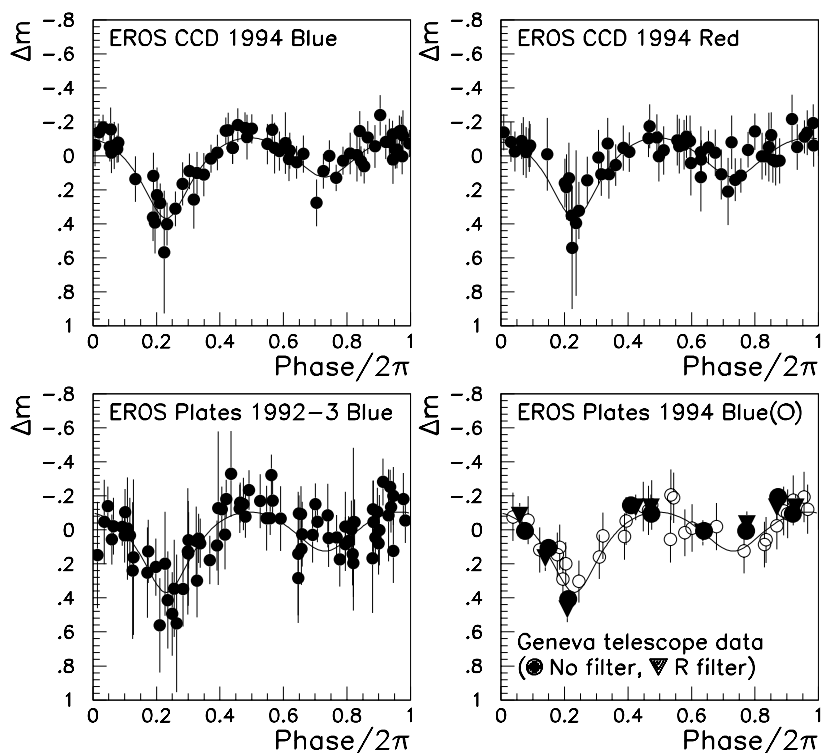 EROS CCD 1994 Blue
Δm
-.8
-.6
-.4
-.2
0
.2
.4
.6
.8
1
0 0.2 0.4 0.6 0.8 1
Phase/2π
EROS CCD 1994 Red
Δm
-.8
-.6
-.4
-.2
0
.2
.4
.6
.8
1
0 0.2 0.4 0.6 0.8 1
Phase/2π
EROS Plates 1992-3 Blue
Δm
-.8
-.6
-.4
-.2
0
.2
.4
.6
.8
1
0 0.2 0.4 0.6 0.8 1
Phase/2π
EROS Plates 1994 Blue(○)
Δm
-.8
-.6
-.4
-.2
0
.2
.4
.6
.8
1
Geneva telescope data
(● No filter, ▼ R filter)
0 0.2 0.4 0.6 0.8 1
Phase/2π